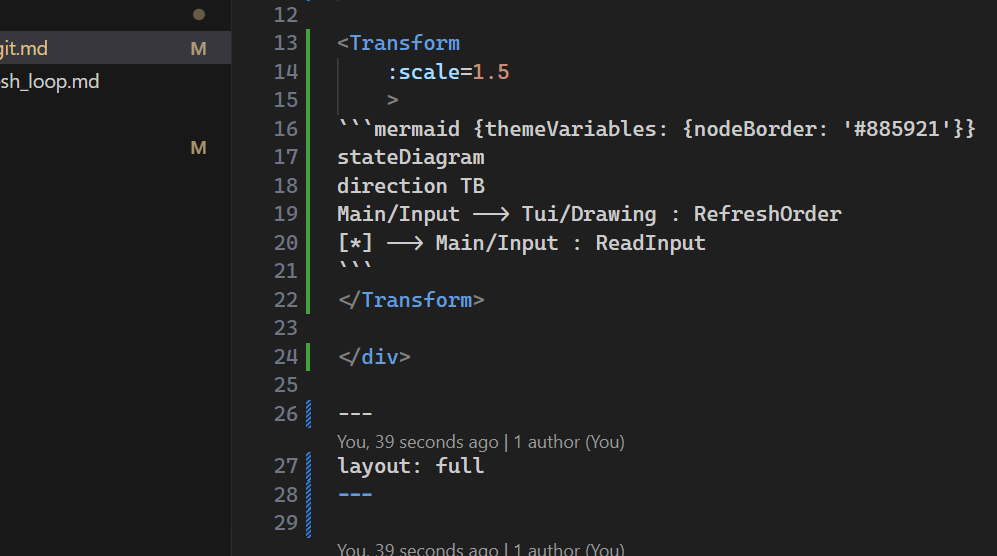 12
git.md M
13 <Transform
14 :scale=1.5
sh_loop.md
15 >
16 ```mermaid {themeVariables: {nodeBorder: '#885921'}}
M
17 stateDiagram
18 direction TB
19 Main/Input --> Tui/Drawing : RefreshOrder
20 [*] --> Main/Input : ReadInput
21 ```
22 </Transform>
23
24 </div>
25
26 ---
You, 39 seconds ago | 1 author (You)
27 layout: full
28 ---
29
You, 39 seconds ago | 1 author (You)